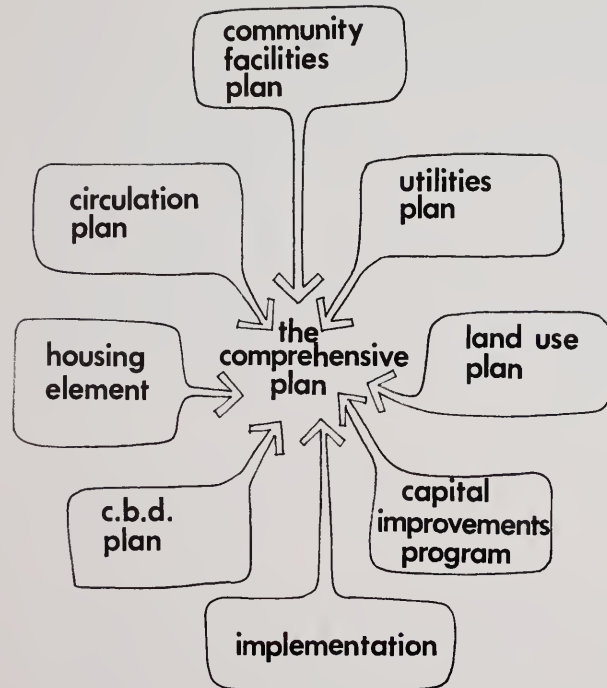 community
facilities
plan
circulation
plan
utilities
plan
the
comprehensive
plan
housing
element
land use
plan
c.b.d.
plan
capital
improvements
program
implementation